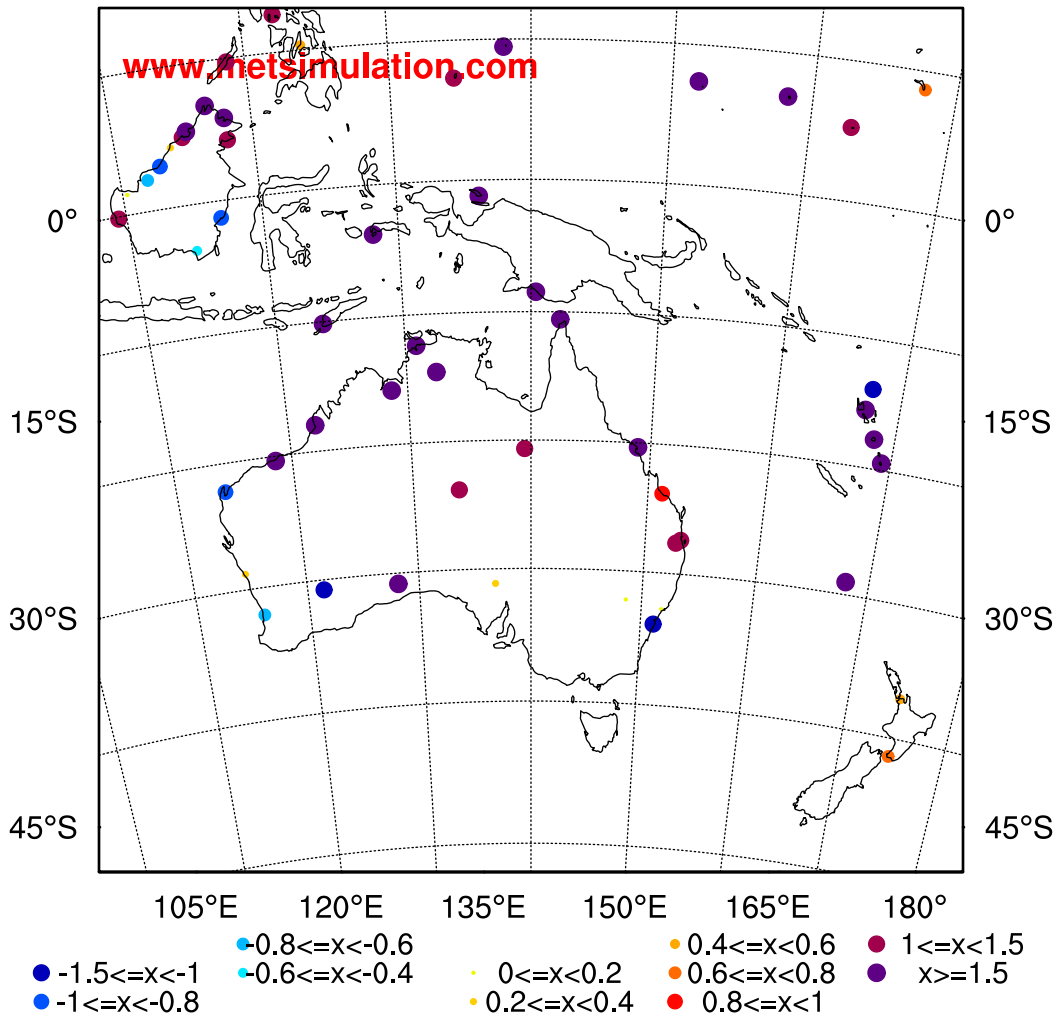 www.metsimulation.com
0° 0°
15°S 15°S
30°S 30°S
45°S 45°S
105°E 120°E 135°E 150°E 165°E 180°
-0.8<=x<-0.6 0.4<=x<0.6 1<=x<1.5
-1.5<=x<-1 -0.6<=x<-0.4 0<=x<0.2 0.6<=x<0.8 x>=1.5
-1<=x<-0.8 0.2<=x<0.4 0.8<=x<1